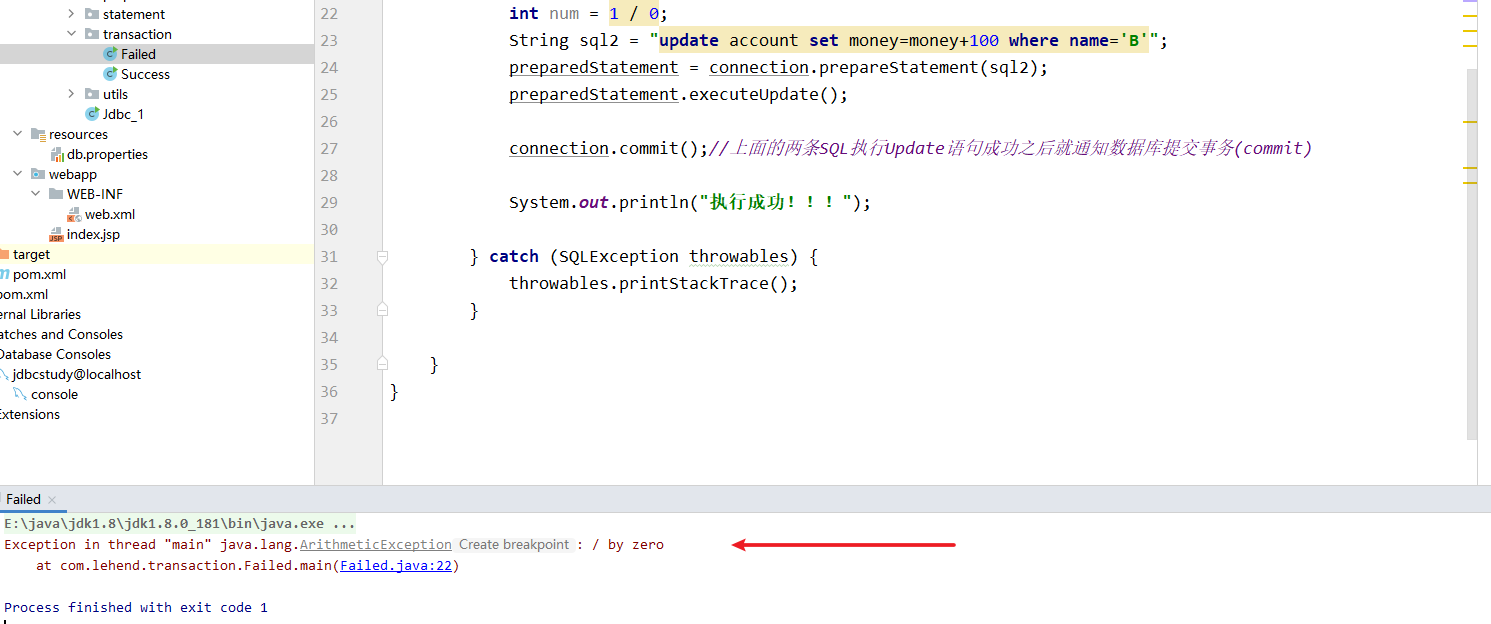 statement
transaction
Failed
Success
utils
Jdbc_1
resources
db.properties
webapp
WEB-INF
web.xml
index.jsp
target
pom.xml
pom.xml
ernal Libraries
atches and Consoles
Database Consoles
jdbcstudy@localhost
console
Extensions
22 int num = 1 / 0;
23 String sql2 = "update account set money=money+100 where name='B'";
24 preparedStatement = connection.prepareStatement(sql2);
25 preparedStatement.executeUpdate();
26
27 connection.commit();//上面的两条SQL执行Update语句成功之后就通知数据库提交事务(commit)
28
29 System.out.println("执行成功！！！");
30
31 } catch (SQLException throwables) {
32 throwables.printStackTrace();
33 }
34
35 }
36 }
37
Failed
E:\java\jdk1.8\jdk1.8.0_181\bin\java.exe ...
Exception in thread "main" java.lang.ArithmeticException Create breakpoint : / by zero
at com.lehend.transaction.Failed.main(Failed.java:22)
Process finished with exit code 1